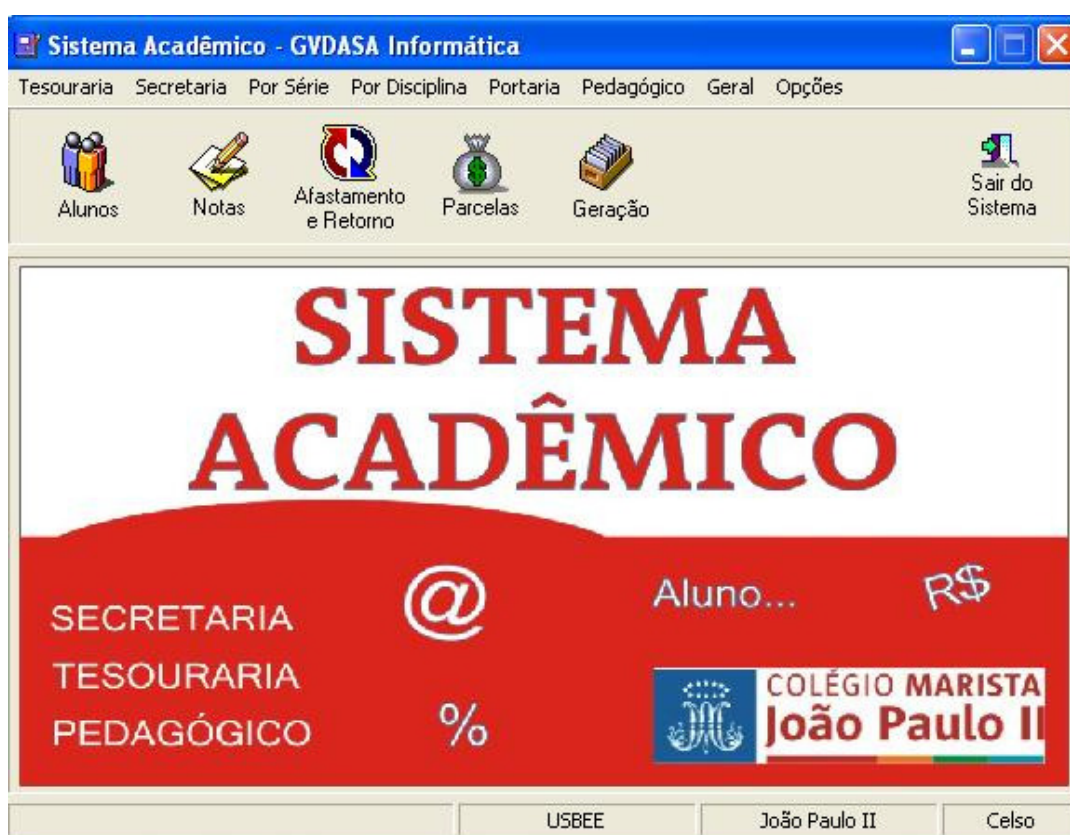 Sistema Acadêmico - GVDASA Informática
Tesouraria Secretaria Por Série Por Disciplina Portaria Pedagógico Geral Opções
Alunos
Notas
Afastamento
e Retorno
Parcelas
Geração
Sair do
Sistema
SISTEMA
ACADÊMICO
SECRETARIA
TESOURARIA
PEDAGÓGICO
@
%
Aluno...
R$
COLÉGIO MARISTA
João Paulo II
USBEE
João Paulo II
Celso